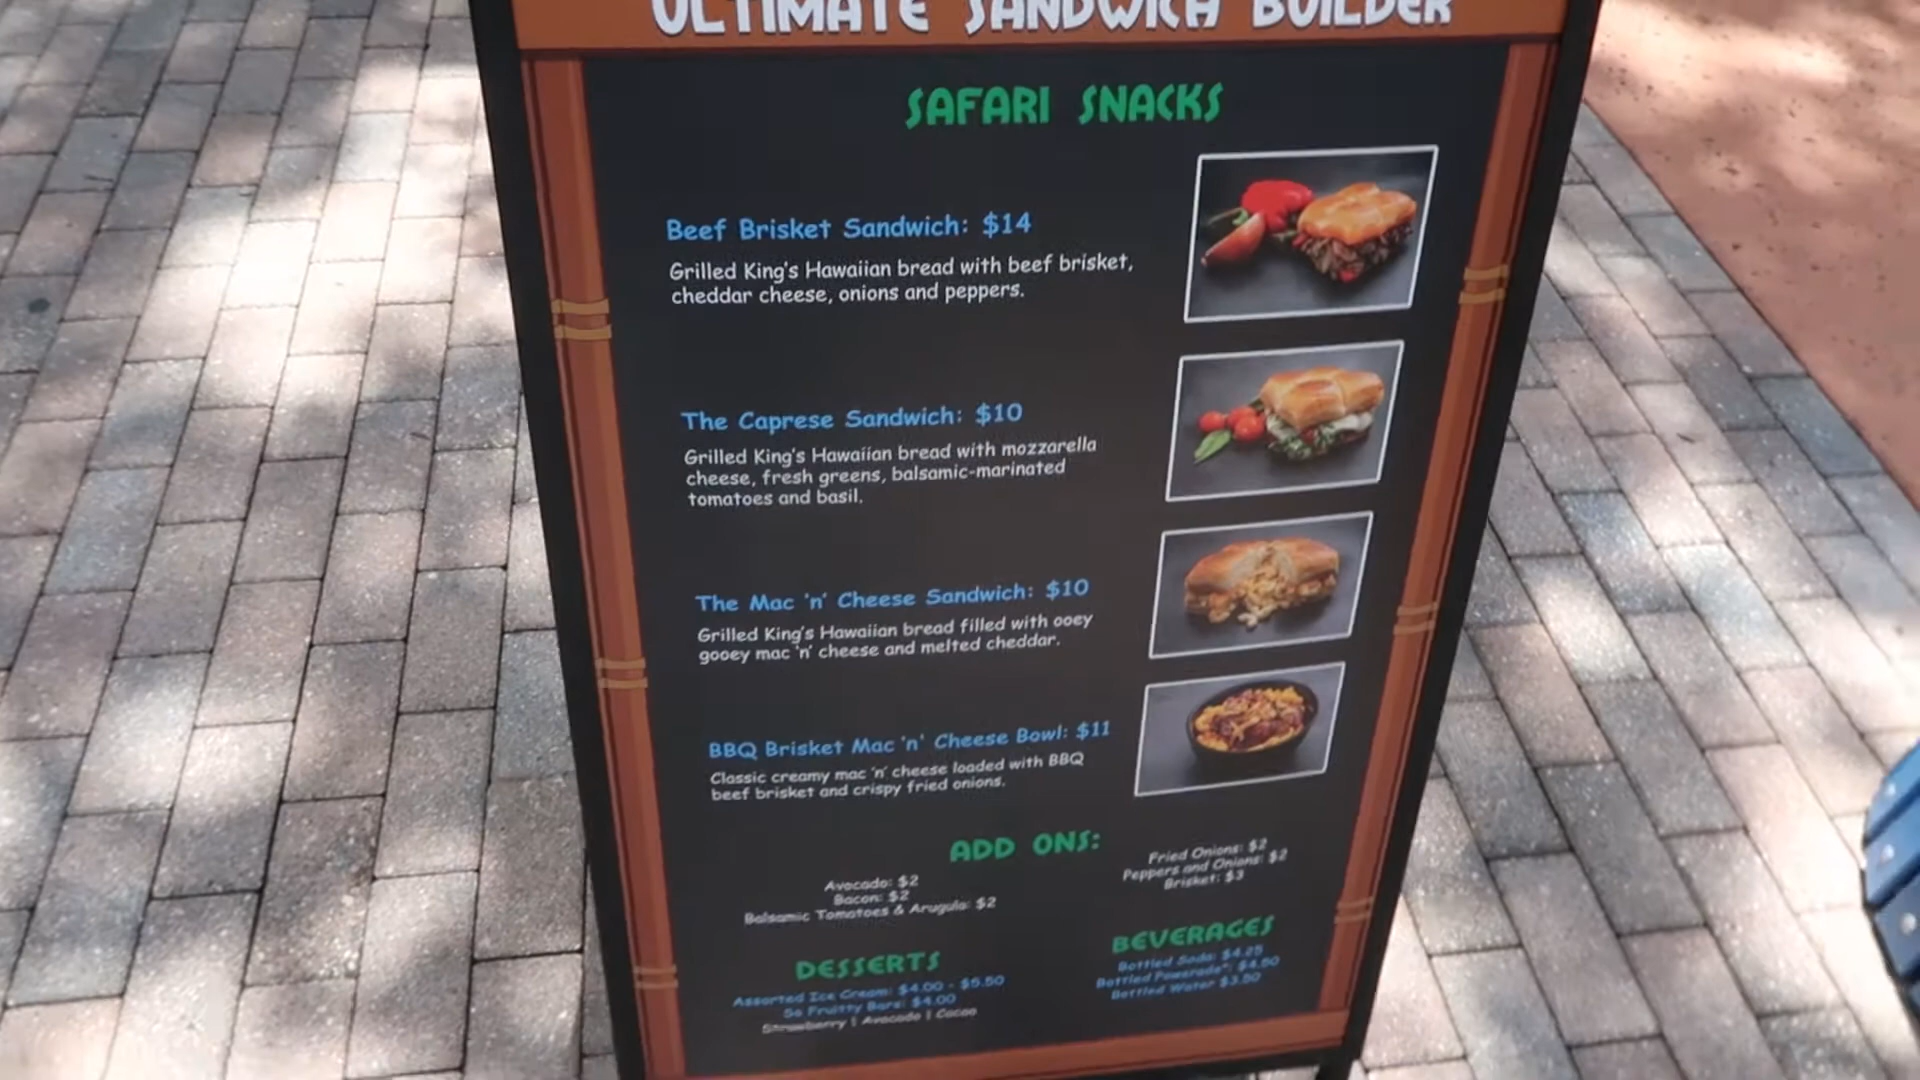 ULTIMATE SANDWICH BUILDER
SAFARI SNACKS
Beef Brisket Sandwich: $14
Grilled King's Hawaiian bread with beef brisket,
cheddar cheese, onions and peppers.
The Caprese Sandwich: $10
Grilled King's Hawaiian bread with mozzarella
cheese, fresh greens, balsamic-marinated
tomatoes and basil.
The Mac 'n' Cheese Sandwich: $10
Grilled King's Hawaiian bread filled with ooey
gooey mac 'n' cheese and melted cheddar.
BBQ Brisket Mac 'n' Cheese Bowl: $11
Classic creamy mac 'n' cheese loaded with BBQ
beef brisket and crispy fried onions.
ADD ONS:
Avocado: $2
Bacon: $2
Balsamic Tomatoes & Arugula: $2
Fried Onions: $2
Peppers and Onions: $2
Brisket: $3
DESSERTS
Assorted Ice Cream: $4.00 - $5.50
So Fruitty Bars: $4.00
Strawberry | Avocado | Cacao
BEVERAGES
Bottled Soda: $4.25
Bottled Powerade®: $4.50
Bottled Water $3.50